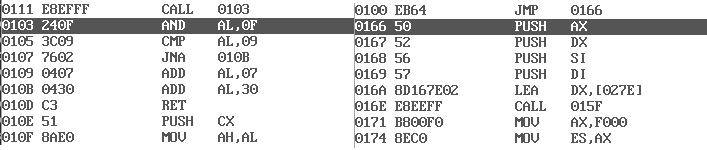 0111 E8EFFF CALL 0103
0103 240F AND AL,0F
0105 3C09 CMP AL,09
0107 7602 JNA 010B
0109 0407 ADD AL,07
010B 0430 ADD AL,30
010D C3 RET
010E 51 PUSH CX
010F 8AE0 MOV AH,AL
0100 EB64 JMP 0166
0166 50 PUSH AX
0167 52 PUSH DX
0168 56 PUSH SI
0169 57 PUSH DI
016A 8D167E02 LEA DX,[027E]
016E E8EEFF CALL 015F
0171 B800F0 MOV AX,F000
0174 8EC0 MOV ES,AX